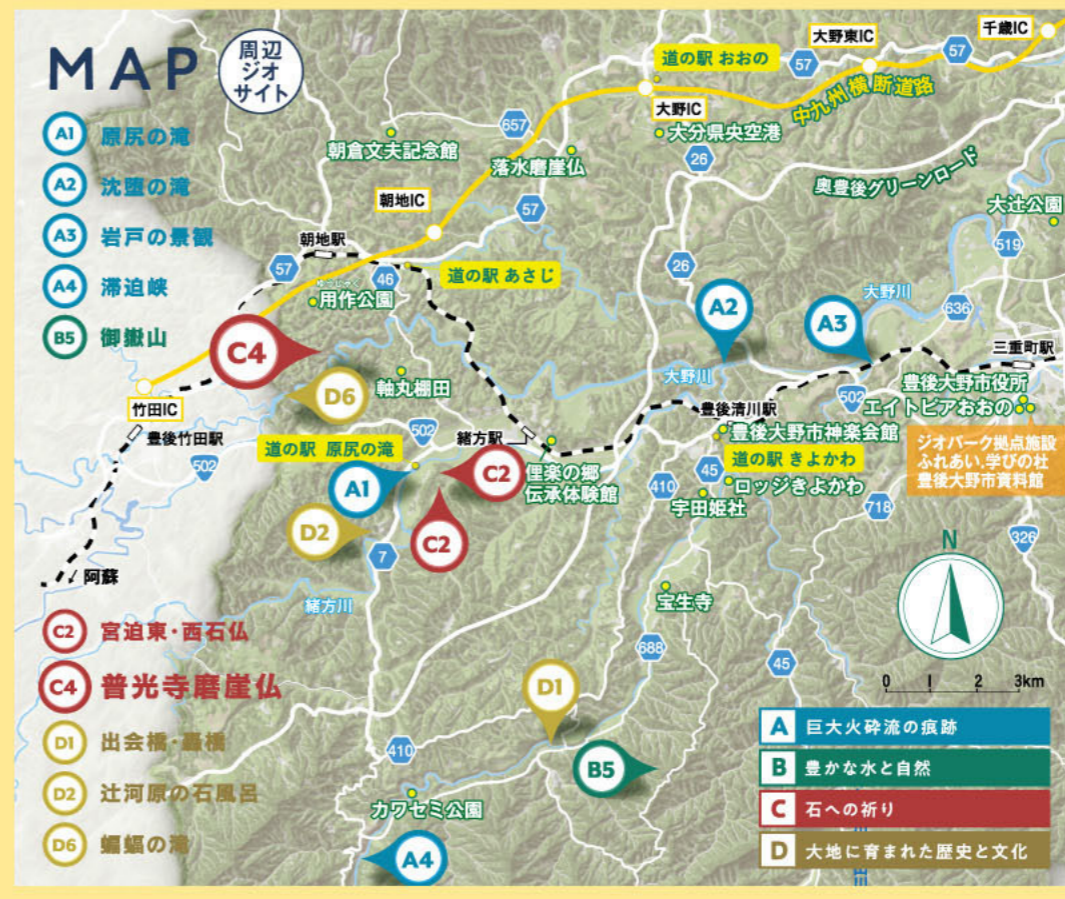 MAP
周辺
ジオ
サイト
A1 原尻の滝
A2 沈堕の滝
A3 岩戸の景観
A4 滞迫峡
B5 御嶽山
千歳IC
大野東IC
57
道の駅 おおの
57
中九州横断道路
大野IC
大分県央空港
657
朝倉文夫記念館
落水磨崖仏
26
奥豊後グリーンロード
朝地IC
57
大辻公園
519
朝地駅
57
46
道の駅 あさじ
26
用作公園
大野川
A2
A3
636
C4
三重町駅
D6
軸丸棚田
大野川
502
豊後大野市役所
エイトピアおおの
竹田IC
豊後清川駅
豊後竹田駅
502
緒方駅
豊後大野市神楽会館
502
道の駅 原尻の滝
道の駅 きよかわ
ジオパーク拠点施設
ふれあい.学びの杜
豊後大野市資料館
A1
C2
俚楽の郷
伝承体験館
45
410
ロッジきよかわ
宇田姫社
718
D2
C2
7
326
N
阿蘇
緒方川
宝生寺
C2 宮迫東・西石仏
688
45
C4 普光寺磨崖仏
0 1 2 3km
D1
D1 出会橋・轟橋
410
B5
D2 辻河原の石風呂
カワセミ公園
D6 蝙蝠の滝
A4
A 巨大火砕流の痕跡
B 豊かな水と自然
C 石への祈り
D 大地に育まれた歴史と文化